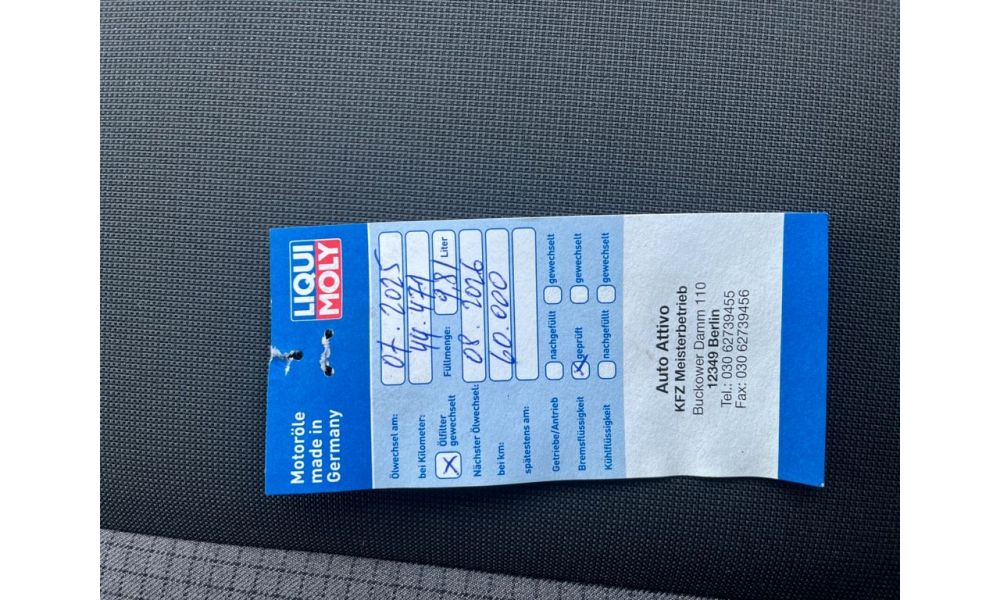 Motoröle
made in
Germany
LIQUI
MOLY
Ölwechsel am: 07.2025
bei Kilometer: 44.471
Ölfilter gewechselt Füllmenge: 9,8l Liter
Nächster Ölwechsel: 08.2026
bei km: 60.000
spätestens am:
Getriebe/Antrieb nachgefüllt gewechselt
Bremsflüssigkeit geprüft gewechselt
Kühlflüssigkeit nachgefüllt gewechselt
Auto Attivo
KFZ Meisterbetrieb
Buckower Damm 110
12349 Berlin
Tel.: 030 62739455
Fax: 030 62739456